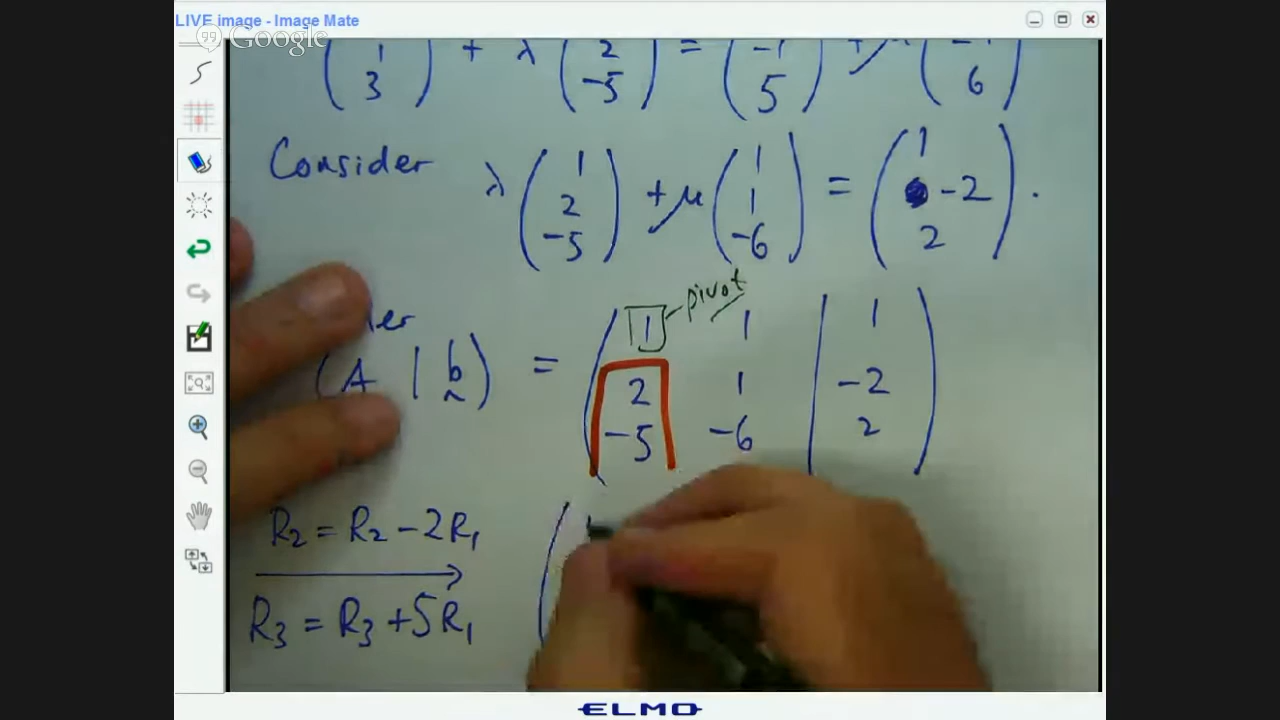 LIVE image - Image Mate
Google
( 1 ) + λ ( 2 ) = ( -1 ) + μ (
3 -5 5 6
Consider λ ( 1 ) + μ ( 1 ) = ( 1 ) .
2 1 -2
-5 -6 2
pivot
( A | b ) = ( 1 1 | 1 )
2 1 | -2
-5 -6 | 2
R2 = R2 - 2R1
R3 = R3 + 5R1
ELMO